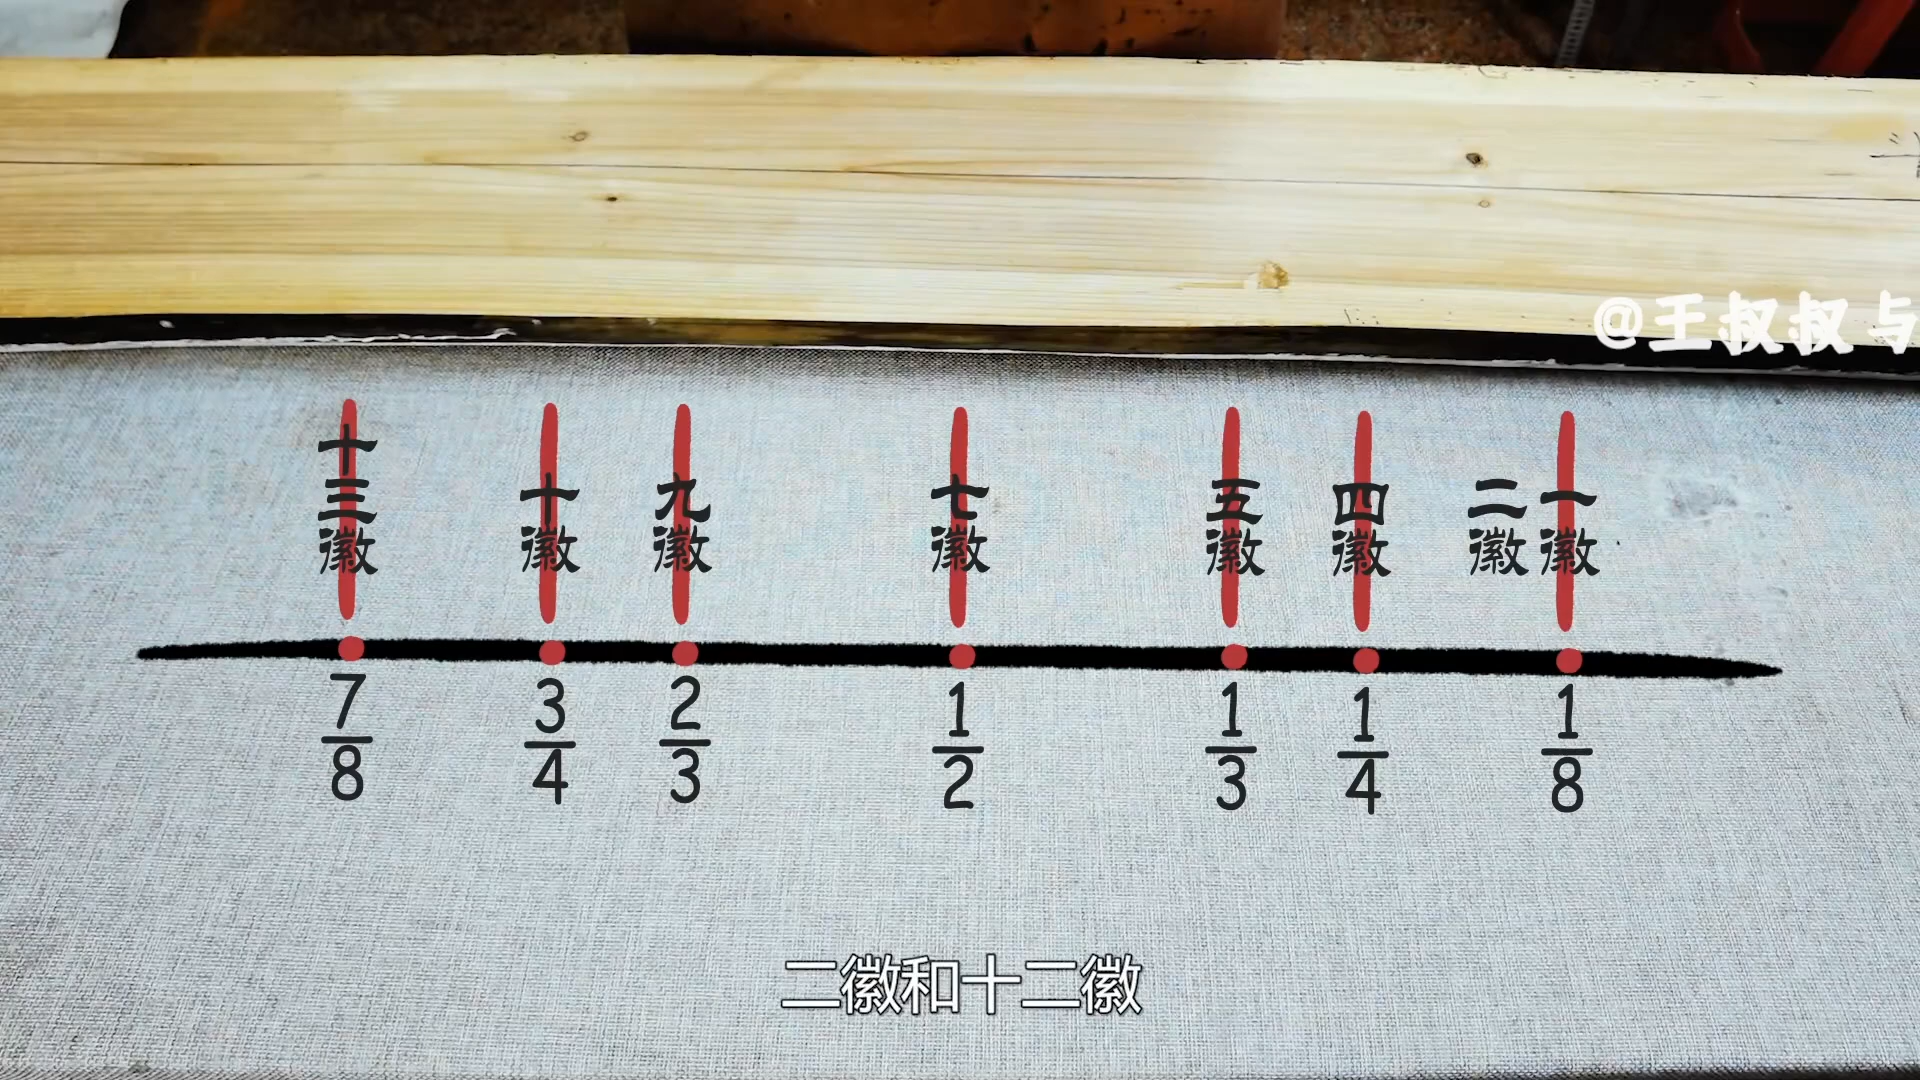 @王叔叔与
十三徽
十徽
九徽
七徽
五徽
四徽
二徽
一徽
7/8
3/4
2/3
1/2
1/3
1/4
1/8
二徽和十二徽